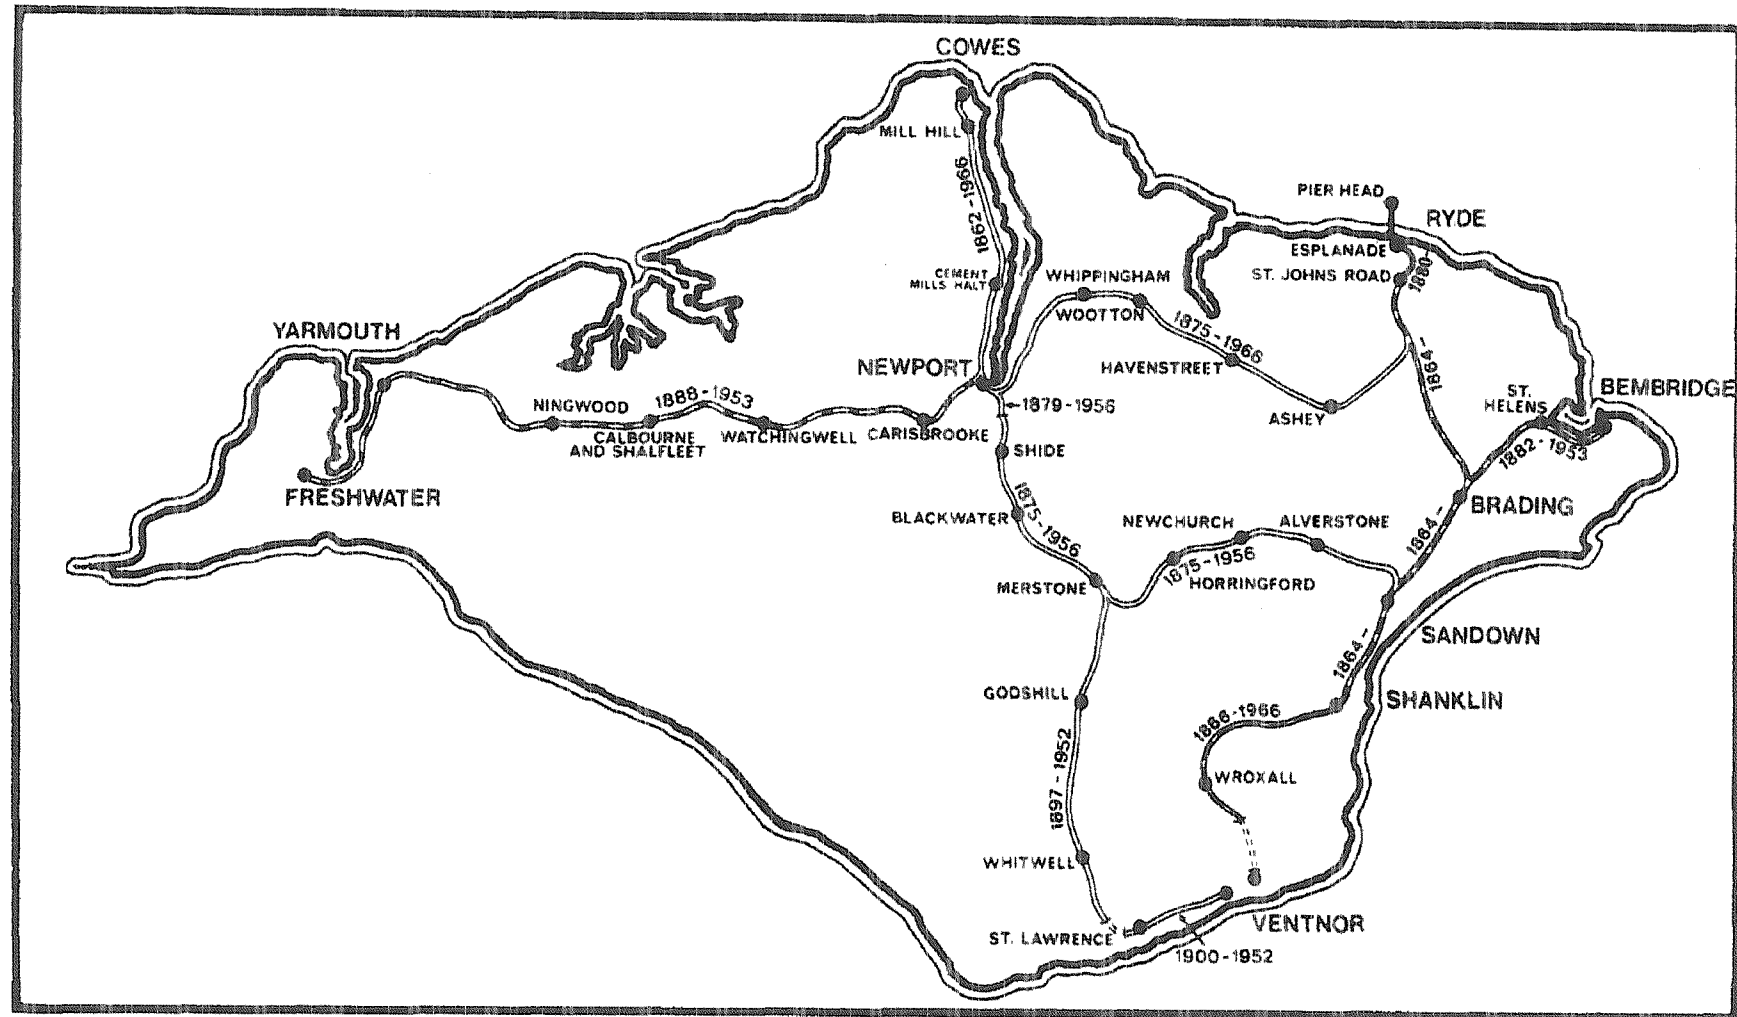 COWES
MILL HILL
1862-1966
PIER HEAD
RYDE
ESPLANADE
ST. JOHNS ROAD
1880-
CEMENT
MILLS HALT
WHIPPINGHAM
WOOTTON
1875-1966
HAVENSTREET
ASHEY
1864-
YARMOUTH
NEWPORT
1879-1956
NINGWOOD
1888-1953
CALBOURNE
AND SHALFLEET
WATCHINGWELL
CARISBROOKE
FRESHWATER
SHIDE
ST.
HELENS
BEMBRIDGE
1882-1953
BRADING
1864-
BLACKWATER
1875-1956
NEWCHURCH
ALVERSTONE
1875-1956
HORRINGFORD
MERSTONE
SANDOWN
1864-
SHANKLIN
GODSHILL
1866-1966
WROXALL
1897-1952
WHITWELL
ST. LAWRENCE
VENTNOR
1900-1952